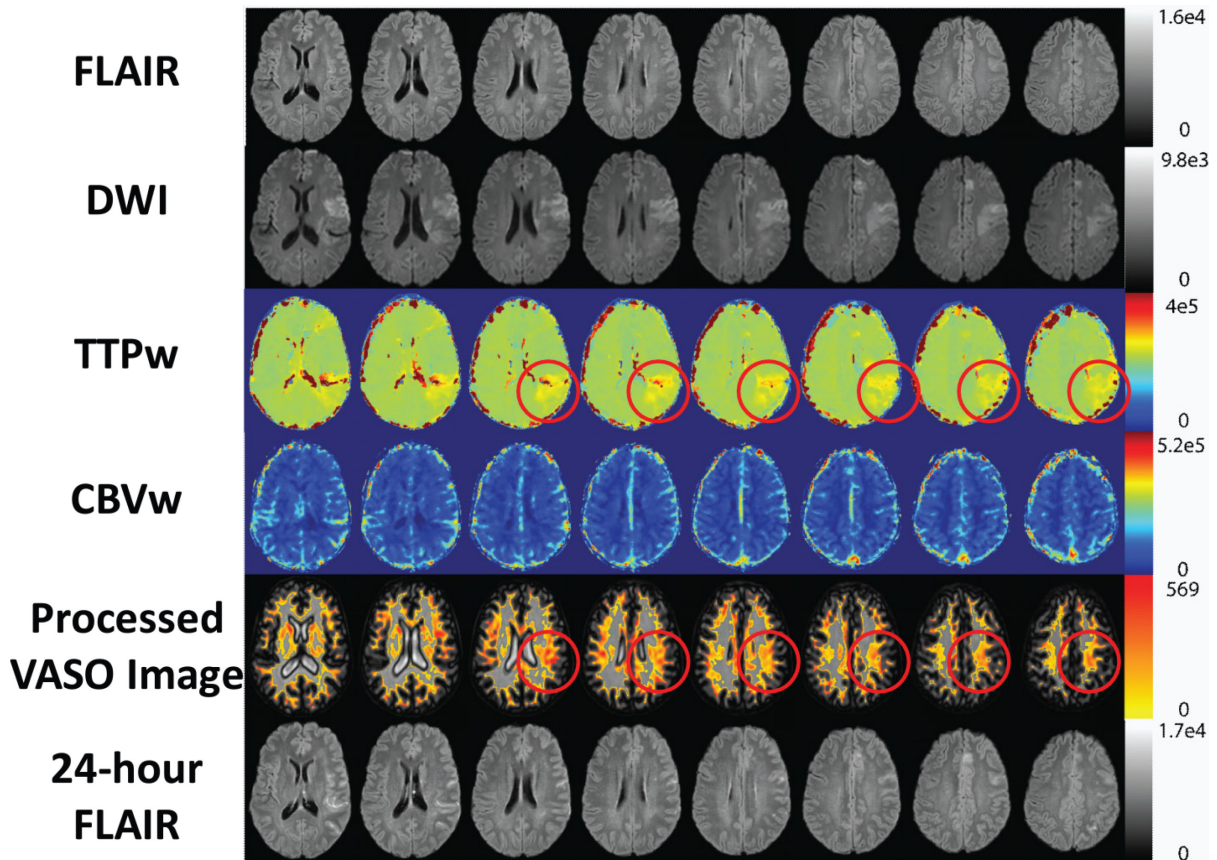 FLAIR
1.6e4
0
DWI
9.8e3
0
TTPw
4e5
0
CBVw
5.2e5
0
Processed
VASO Image
569
0
24-hour
FLAIR
1.7e4
0